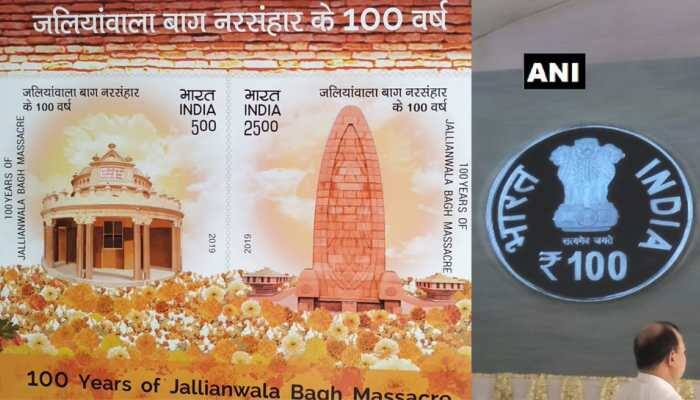 जलियांवाला बाग नरसंहार के 100 वर्ष
जलियांवाला बाग नरसंहार
के 100 वर्ष
भारत
INDIA
500
100 YEARS OF
JALLIANWALA BAGH MASSACRE
2019
भारत
INDIA
2500
जलियांवाला बाग नरसंहार
के 100 वर्ष
100 YEARS OF
JALLIANWALA BAGH MASSACRE
2019
100 Years of Jallianwala Bagh Massacre
ANI
भारत
INDIA
सत्यमेव जयते
₹ 100